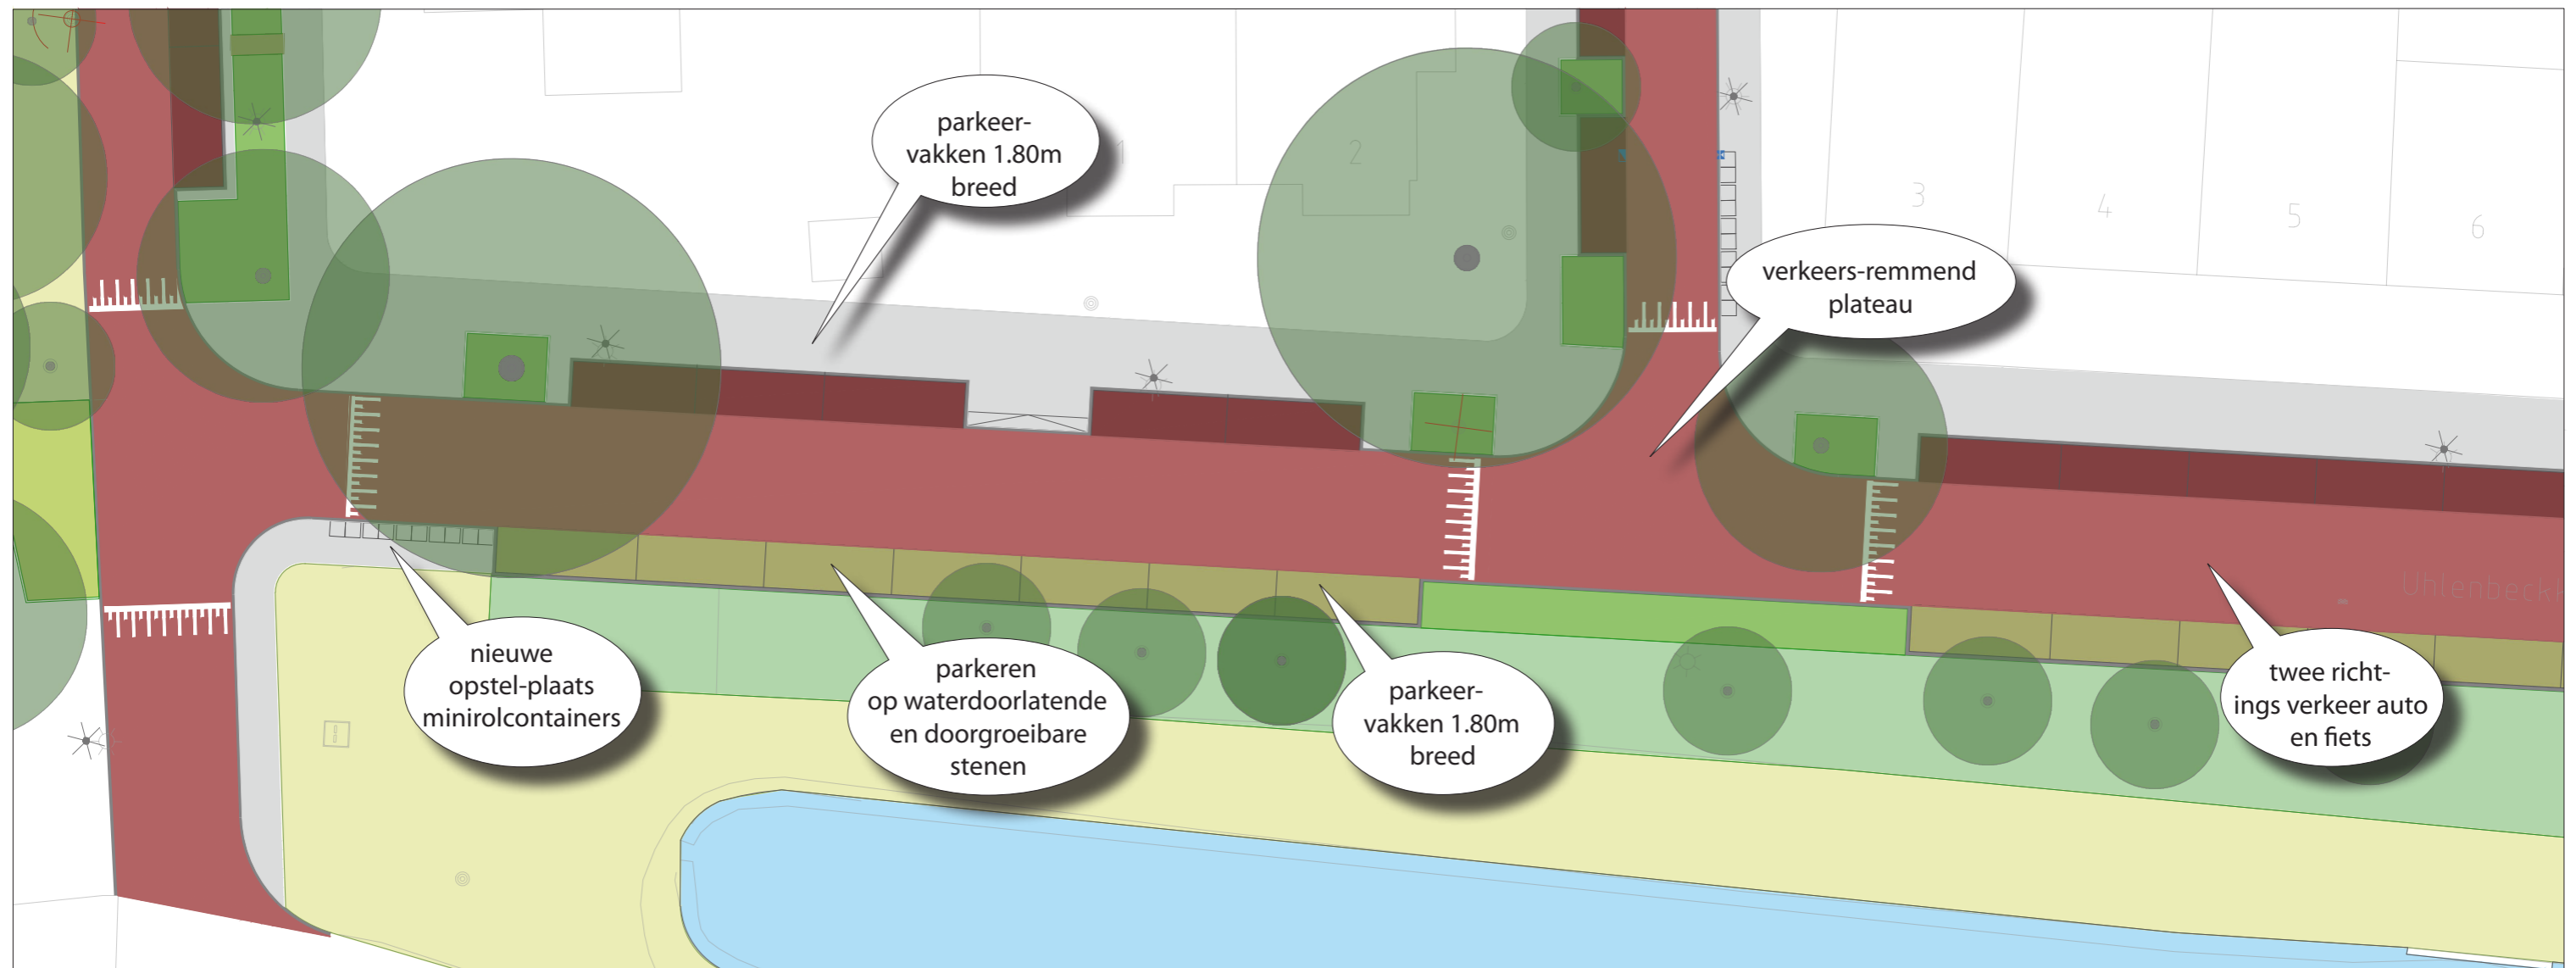 parkeer-
vakken 1.80m
breed
1
2
3
4
5
6
verkeers-remmend
plateau
nieuwe
opstel-plaats
minirolcontainers
parkeren
op waterdoorlatende
en doorgroeibare
stenen
parkeer-
vakken 1.80m
breed
twee richt-
ings verkeer auto
en fiets